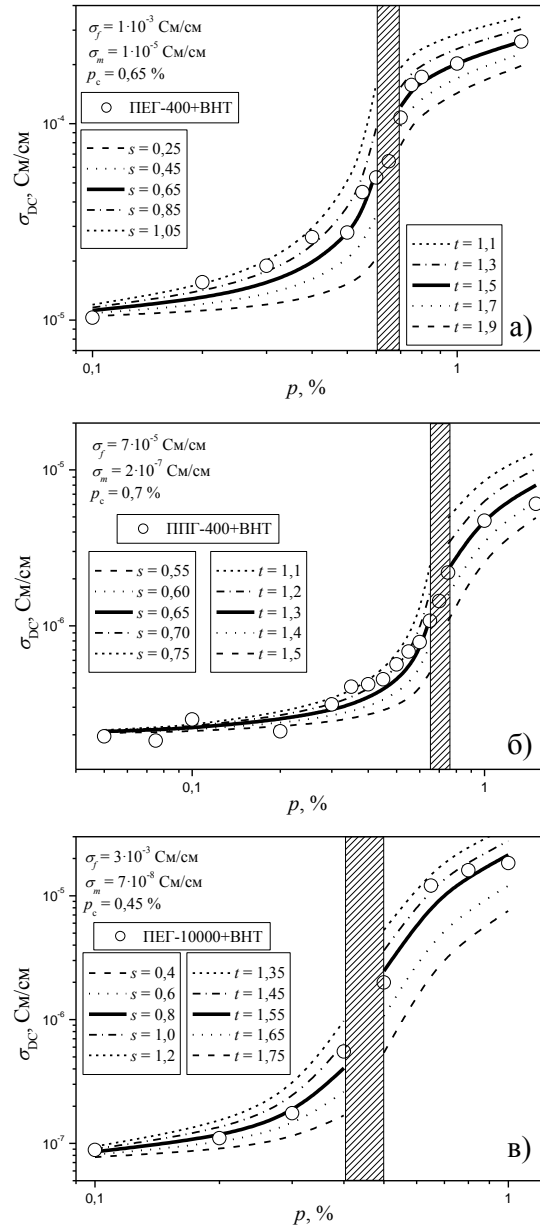 σf = 1·10⁻³ См/см
σm = 1·10⁻⁵ См/см
pc = 0,65 %
ПЕГ-400+ВНТ
s = 0,25
s = 0,45
s = 0,65
s = 0,85
s = 1,05
t = 1,1
t = 1,3
t = 1,5
t = 1,7
t = 1,9
10⁻⁴
10⁻⁵
σDC, См/см
0,1
1
p, %
а)
σf = 7·10⁻⁵ См/см
σm = 2·10⁻⁷ См/см
pc = 0,7 %
ППГ-400+ВНТ
s = 0,55
s = 0,60
s = 0,65
s = 0,70
s = 0,75
t = 1,1
t = 1,2
t = 1,3
t = 1,4
t = 1,5
10⁻⁵
10⁻⁶
σDC, См/см
0,1
1
p, %
б)
σf = 3·10⁻³ См/см
σm = 7·10⁻⁸ См/см
pc = 0,45 %
ПЕГ-10000+ВНТ
s = 0,4
s = 0,6
s = 0,8
s = 1,0
s = 1,2
t = 1,35
t = 1,45
t = 1,55
t = 1,65
t = 1,75
10⁻⁵
10⁻⁶
10⁻⁷
σDC, См/см
0,1
1
p, %
в)